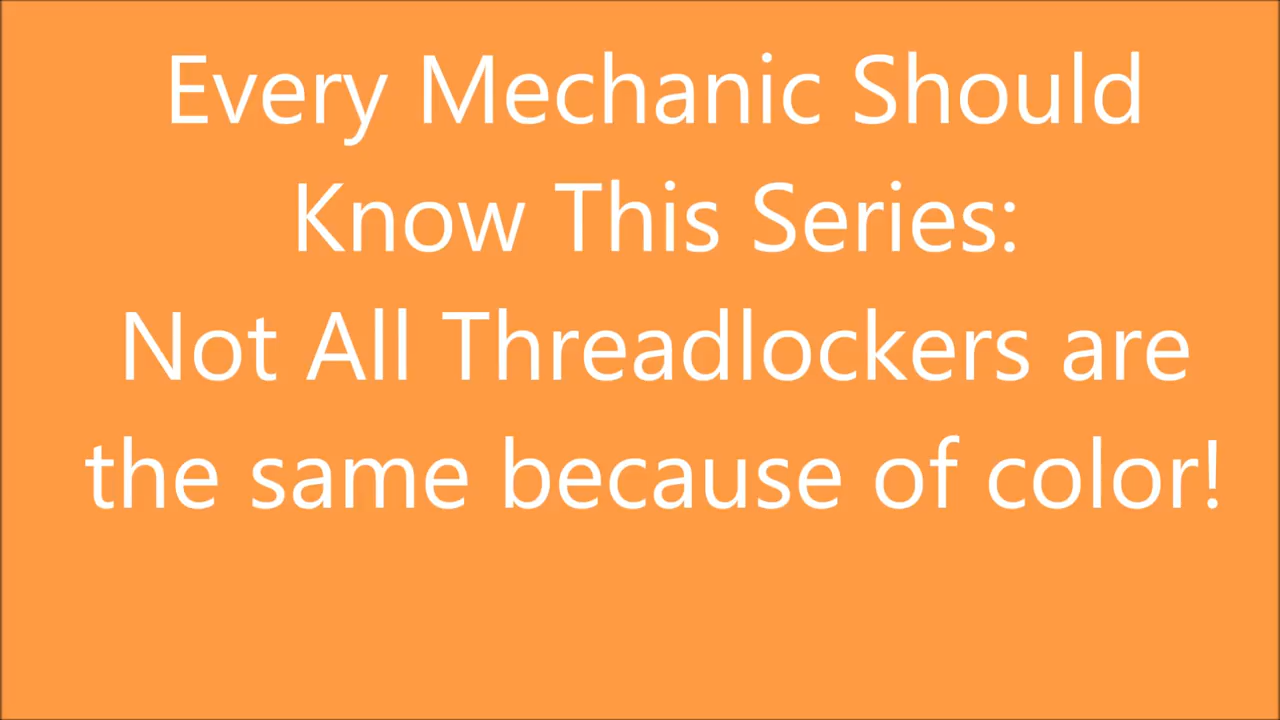 Every Mechanic Should
Know This Series:
Not All Threadlockers are
the same because of color!